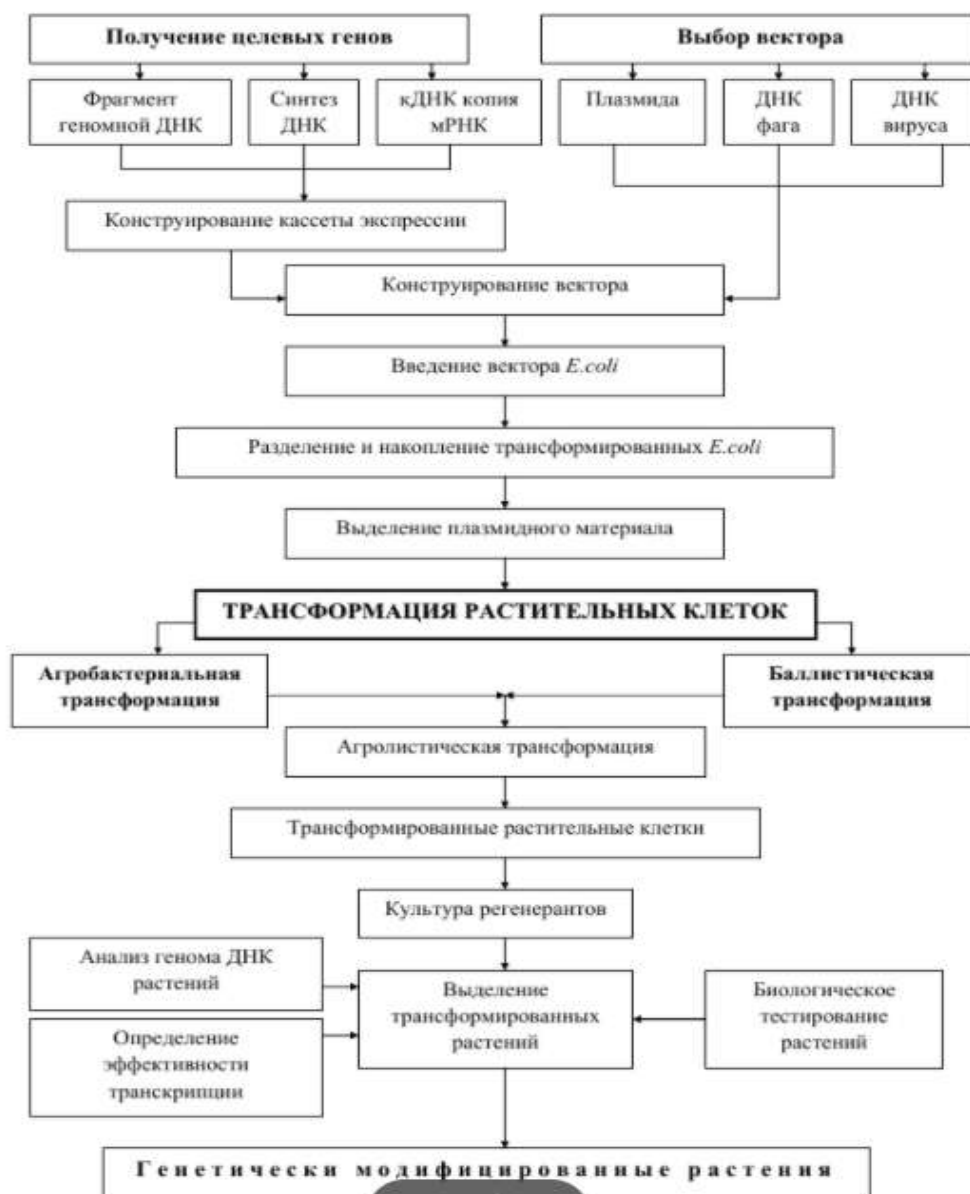 Получение целевых генов
Выбор вектора
Фрагмент
геномной ДНК
Синтез
ДНК
кДНК копия
мРНК
Плазмида
ДНК
фага
ДНК
вируса
Конструирование кассеты экспрессии
Конструирование вектора
Введение вектора E.coli
Разделение и накопление трансформированных E.coli
Выделение плазмидного материала
ТРАНСФОРМАЦИЯ РАСТИТЕЛЬНЫХ КЛЕТОК
Агробактериальная
трансформация
Баллистическая
трансформация
Агролистическая трансформация
Трансформированные растительные клетки
Культура регенерантов
Анализ генома ДНК
растений
Выделение
трансформированных
растений
Биологическое
тестирование
растений
Определение
эффективности
транскрипции
Генетически модифицированные растения